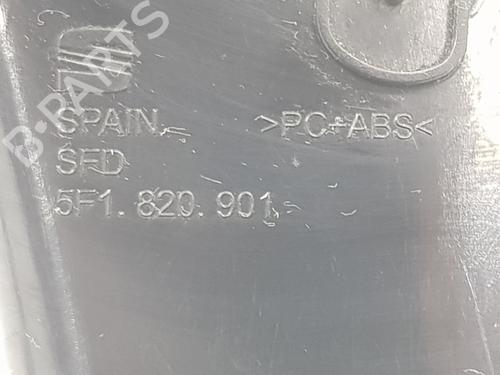 B-PARTS
SPAIN
>PC+ABS<
SFD
5F1.820.901